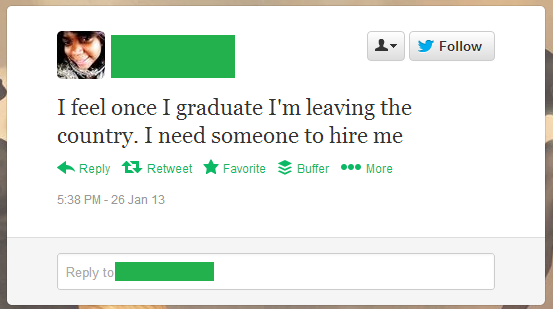 Follow
I feel once I graduate I'm leaving the
country. I need someone to hire me
Reply Retweet Favorite Buffer More
5:38 PM - 26 Jan 13
Reply to